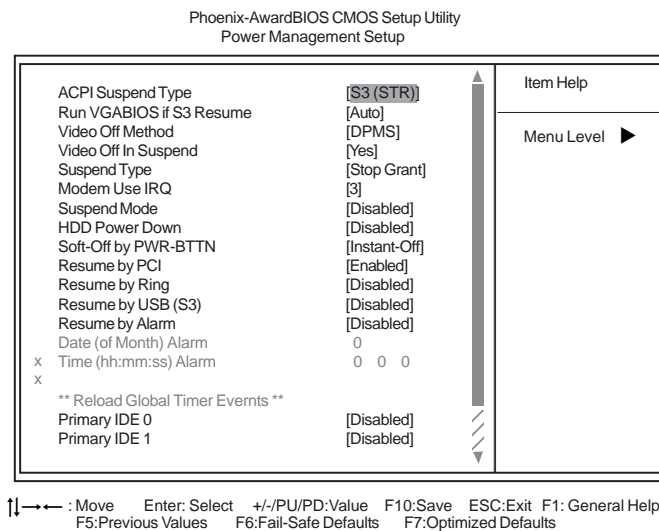 Phoenix-AwardBIOS CMOS Setup Utility
Power Management Setup
ACPI Suspend Type [S3 (STR)]
Run VGABIOS if S3 Resume [Auto]
Video Off Method [DPMS]
Video Off In Suspend [Yes]
Suspend Type [Stop Grant]
Modem Use IRQ [3]
Suspend Mode [Disabled]
HDD Power Down [Disabled]
Soft-Off by PWR-BTTN [Instant-Off]
Resume by PCI [Enabled]
Resume by Ring [Disabled]
Resume by USB (S3) [Disabled]
Resume by Alarm [Disabled]
Date (of Month) Alarm 0
x Time (hh:mm:ss) Alarm 0 0 0
x
** Reload Global Timer Evernts **
Primary IDE 0 [Disabled]
Primary IDE 1 [Disabled]
Item Help
Menu Level ▶
↑↓→← : Move Enter: Select +/-/PU/PD:Value F10:Save ESC:Exit F1: General Help
F5:Previous Values F6:Fail-Safe Defaults F7:Optimized Defaults